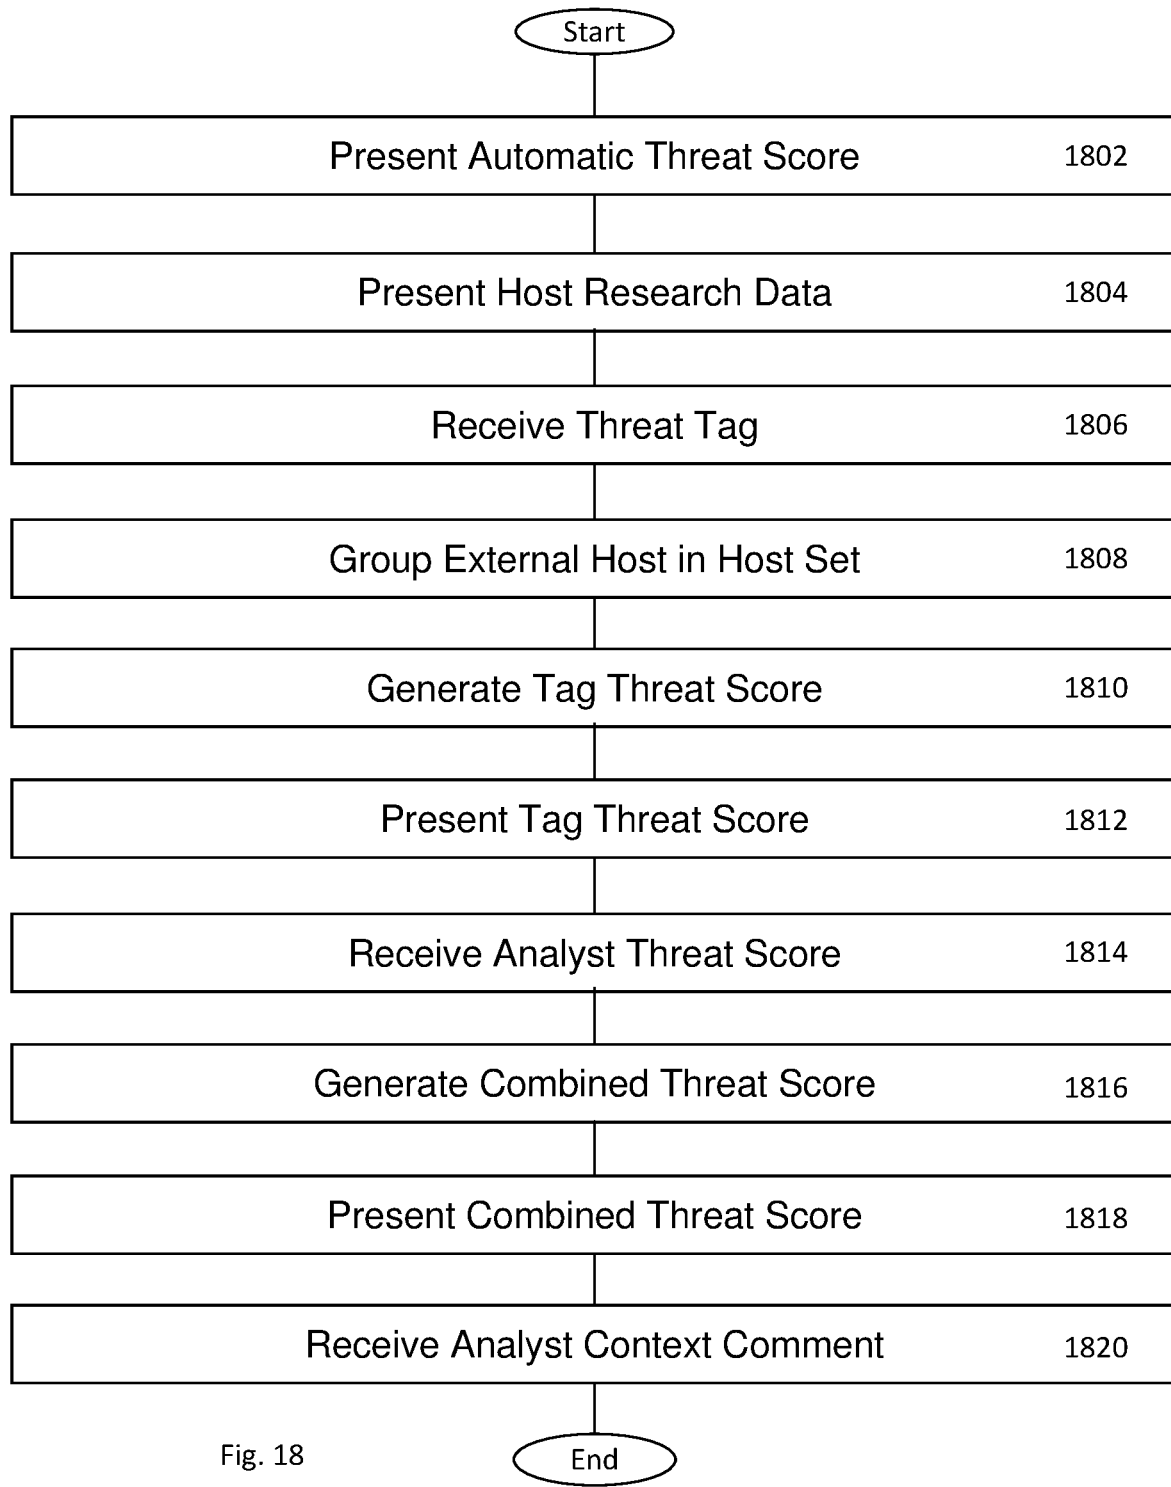 Start
Present Automatic Threat Score 1802
Present Host Research Data 1804
Receive Threat Tag 1806
Group External Host in Host Set 1808
Generate Tag Threat Score 1810
Present Tag Threat Score 1812
Receive Analyst Threat Score 1814
Generate Combined Threat Score 1816
Present Combined Threat Score 1818
Receive Analyst Context Comment 1820
Fig. 18
End